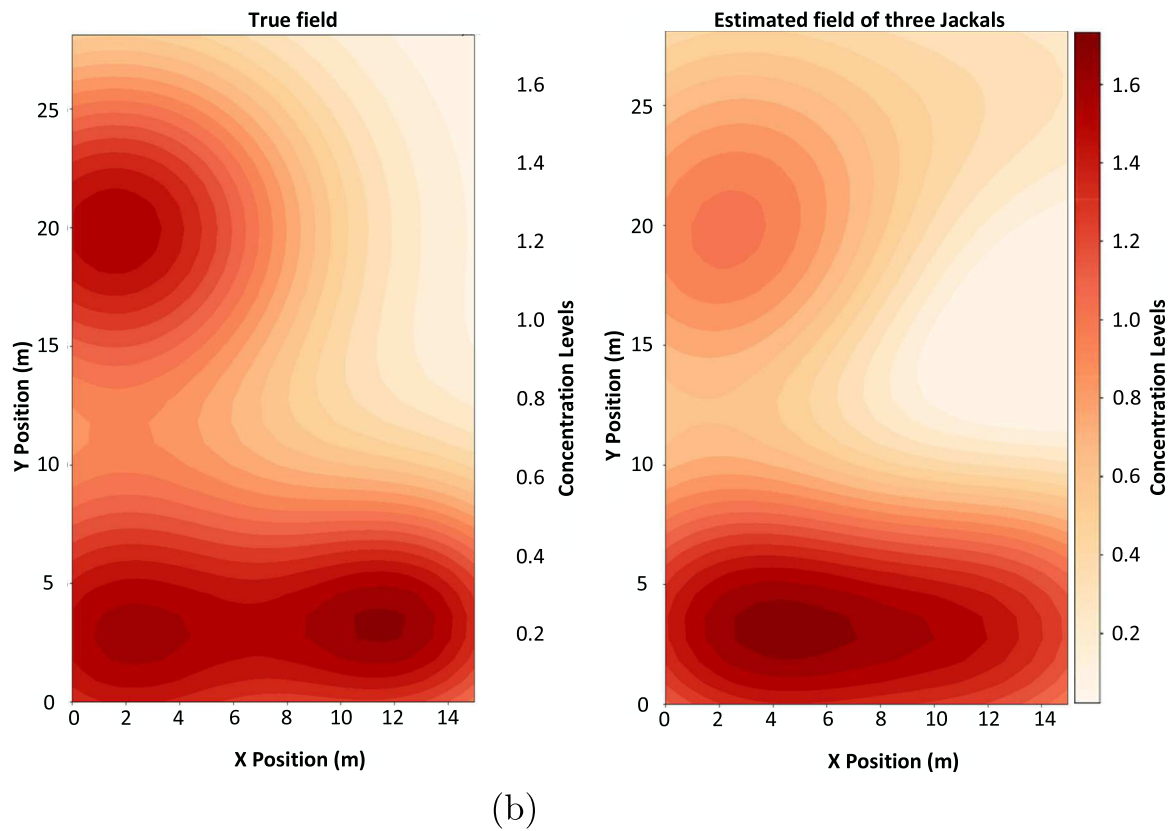 True field
Estimated field of three Jackals
25
20
15
10
5
0
Y Position (m)
0 2 4 6 8 10 12 14
X Position (m)
1.6
1.4
1.2
1.0
0.8
0.6
0.4
0.2
Concentration Levels
25
20
15
10
5
0
Y Position (m)
0 2 4 6 8 10 12 14
X Position (m)
1.6
1.4
1.2
1.0
0.8
0.6
0.4
0.2
Concentration Levels
(b)